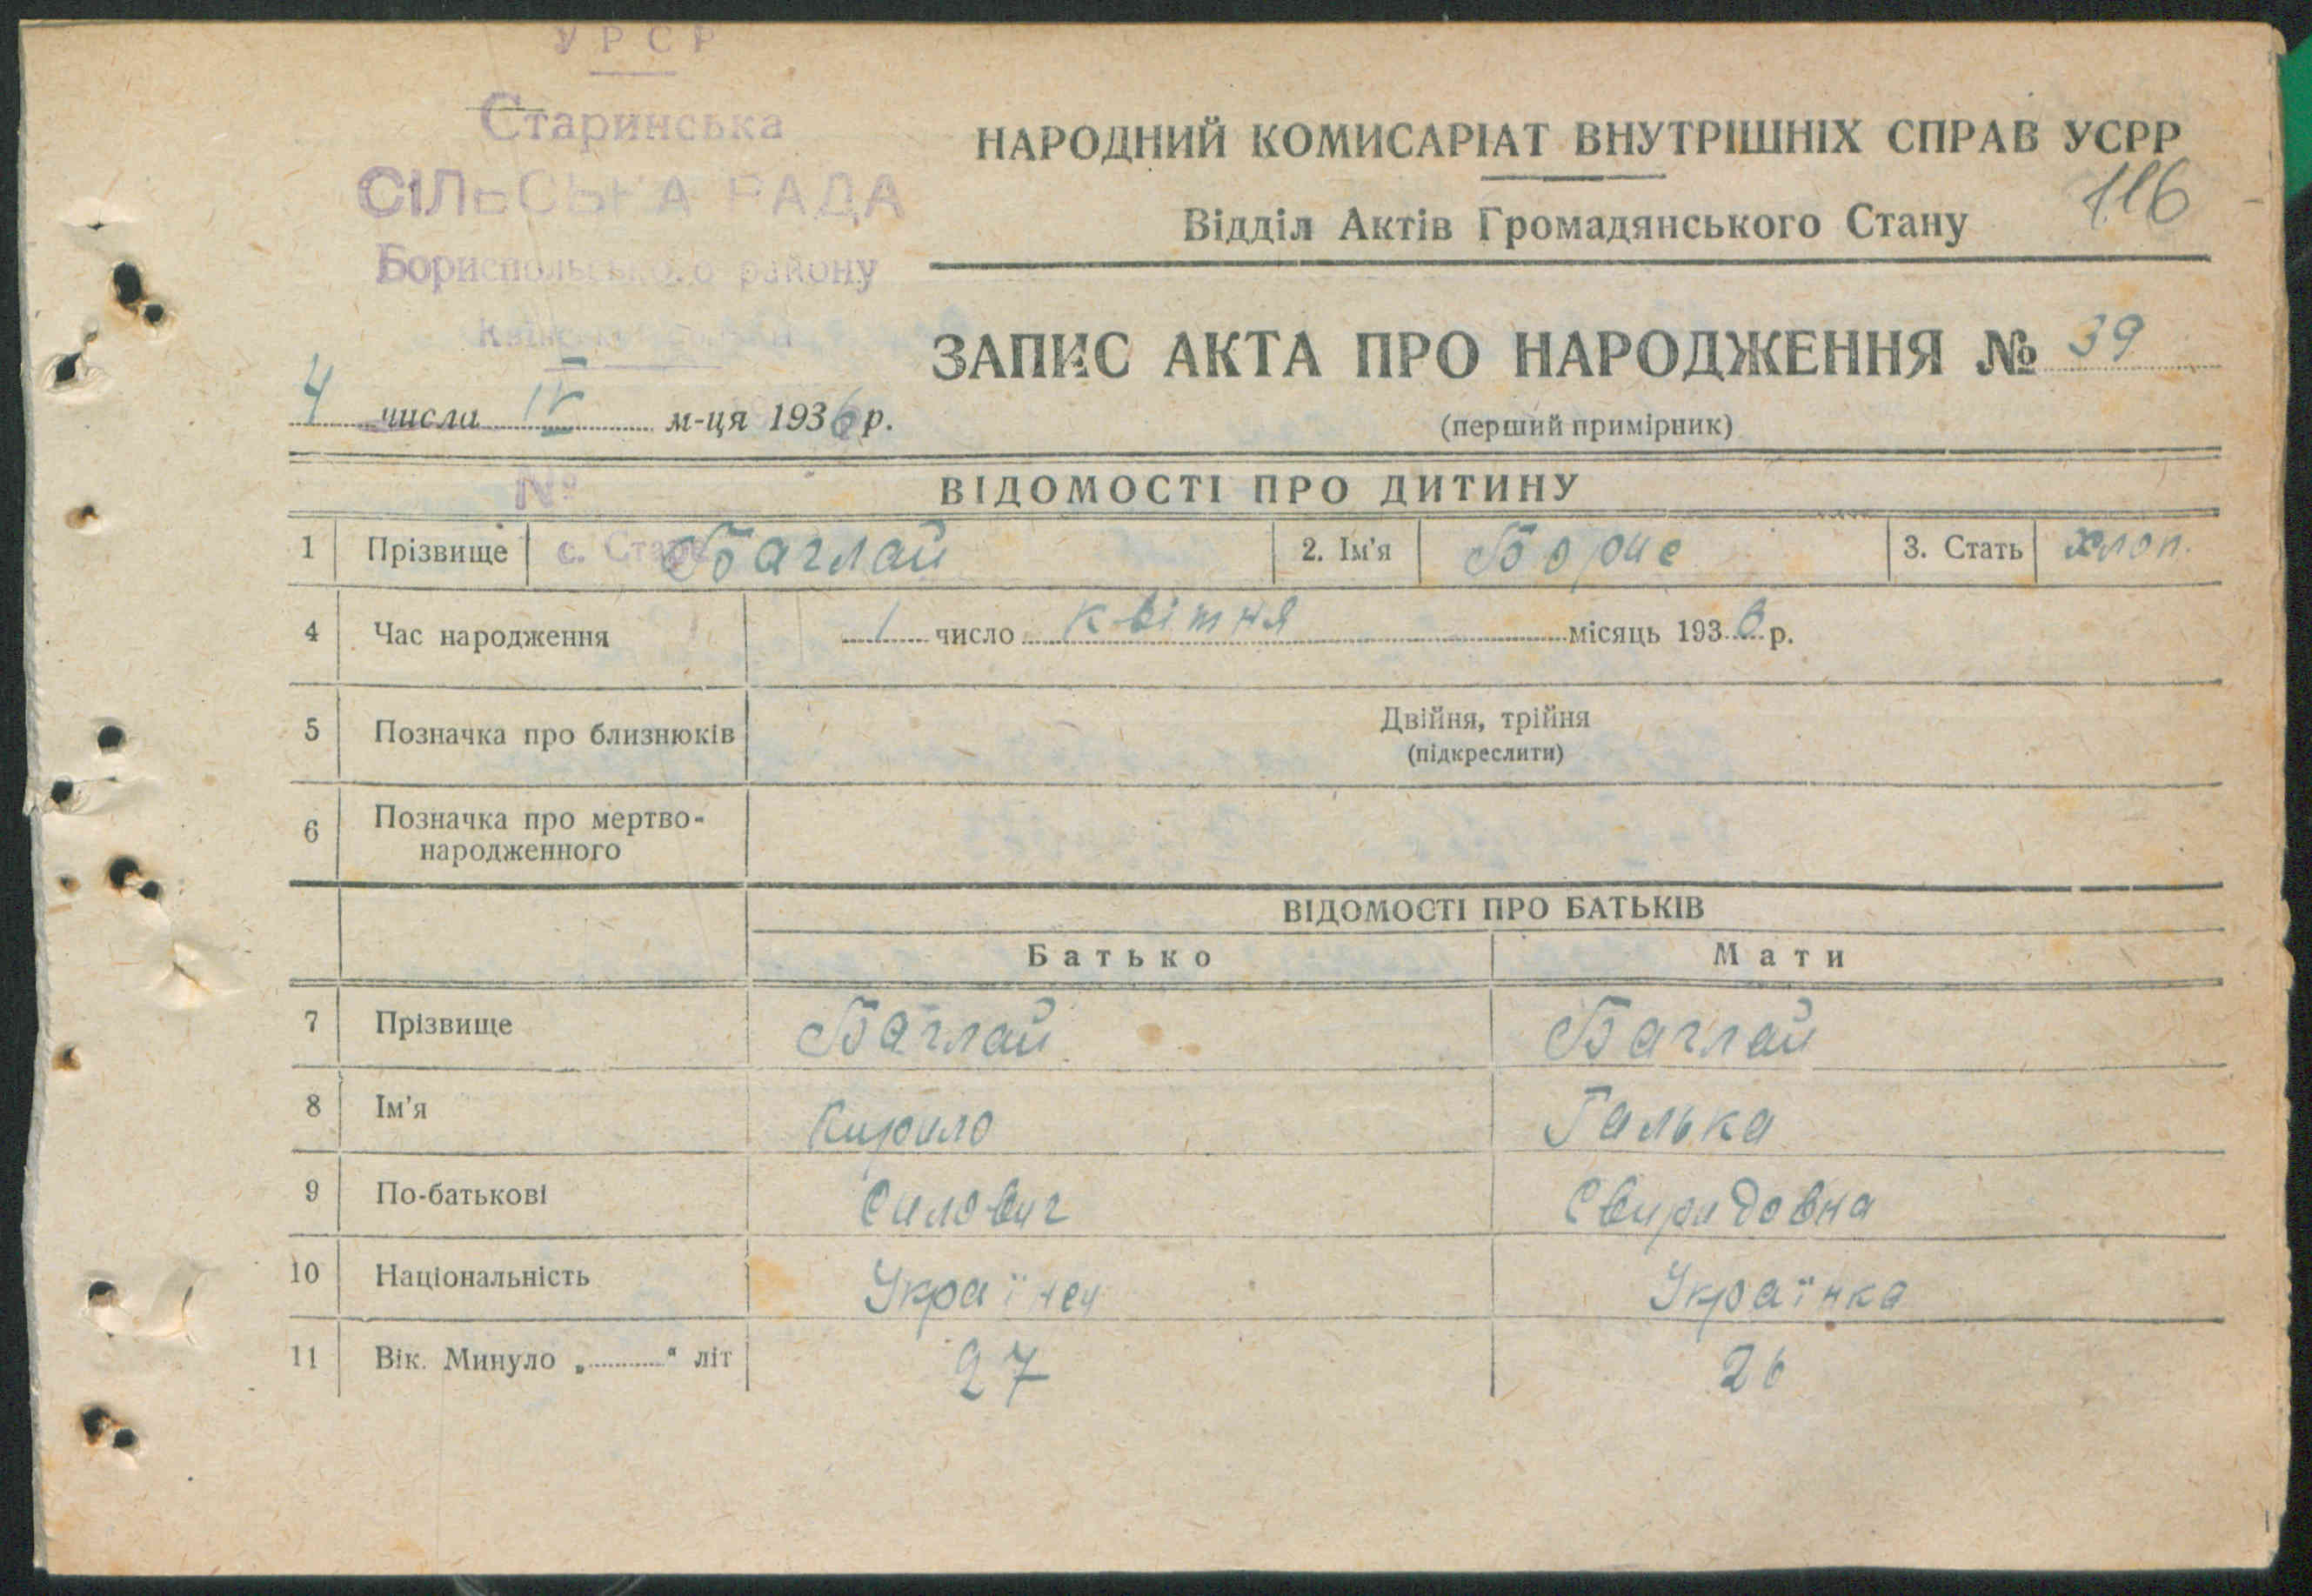 УРСР
Старинська
СІЛЬСЬКА РАДА
Бориспольського району
НАРОДНИЙ КОМИСАРІАТ ВНУТРІШНІХ СПРАВ УСРР
116
Відділ Актів Громадянського Стану
ЗАПИС АКТА ПРО НАРОДЖЕННЯ № 39
(перший примірник)
4 числа IV м-ця 1936 р.
№
ВІДОМОСТІ ПРО ДИТИНУ
1 Прізвище с. Старе Баглай 2. Ім'я Борис 3. Стать хлоп.
4 Час народження 1 число квітня місяць 1936 р.
5 Позначка про близнюків Двійня, трійня
(підкреслити)
6 Позначка про мертво-
народженного
ВІДОМОСТІ ПРО БАТЬКІВ
Батько Мати
7 Прізвище Баглай Баглай
8 Ім'я Кирило Галька
9 По-батькові Силович Свиридовна
10 Національність Українец Українка
11 Вік. Минуло „ “ літ 27 26